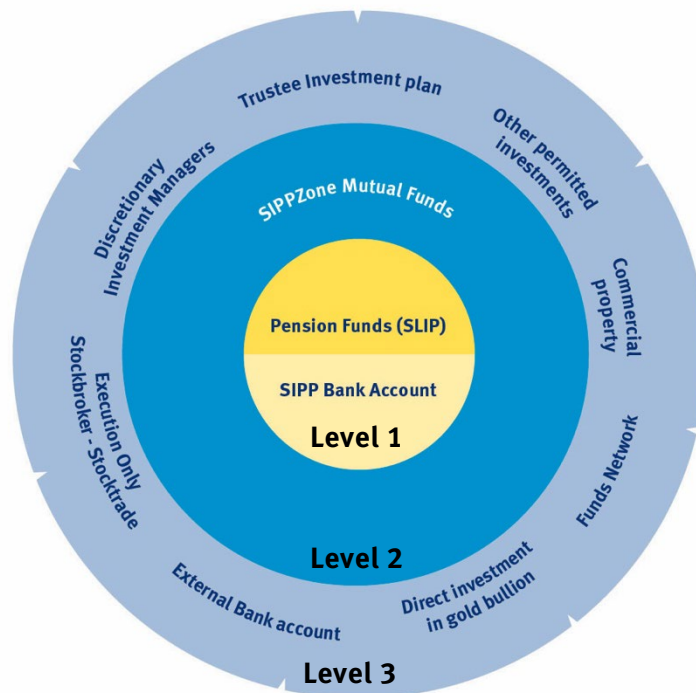 Trustee Investment plan
Other permitted
investments
Discretionary
Investment Managers
SIPPZone Mutual Funds
Commercial
property
Pension Funds (SLIP)
SIPP Bank Account
Level 1
Execution Only
Stockbroker - Stocktrade
Funds Network
Level 2
Direct investment
in gold bullion
External Bank account
Level 3